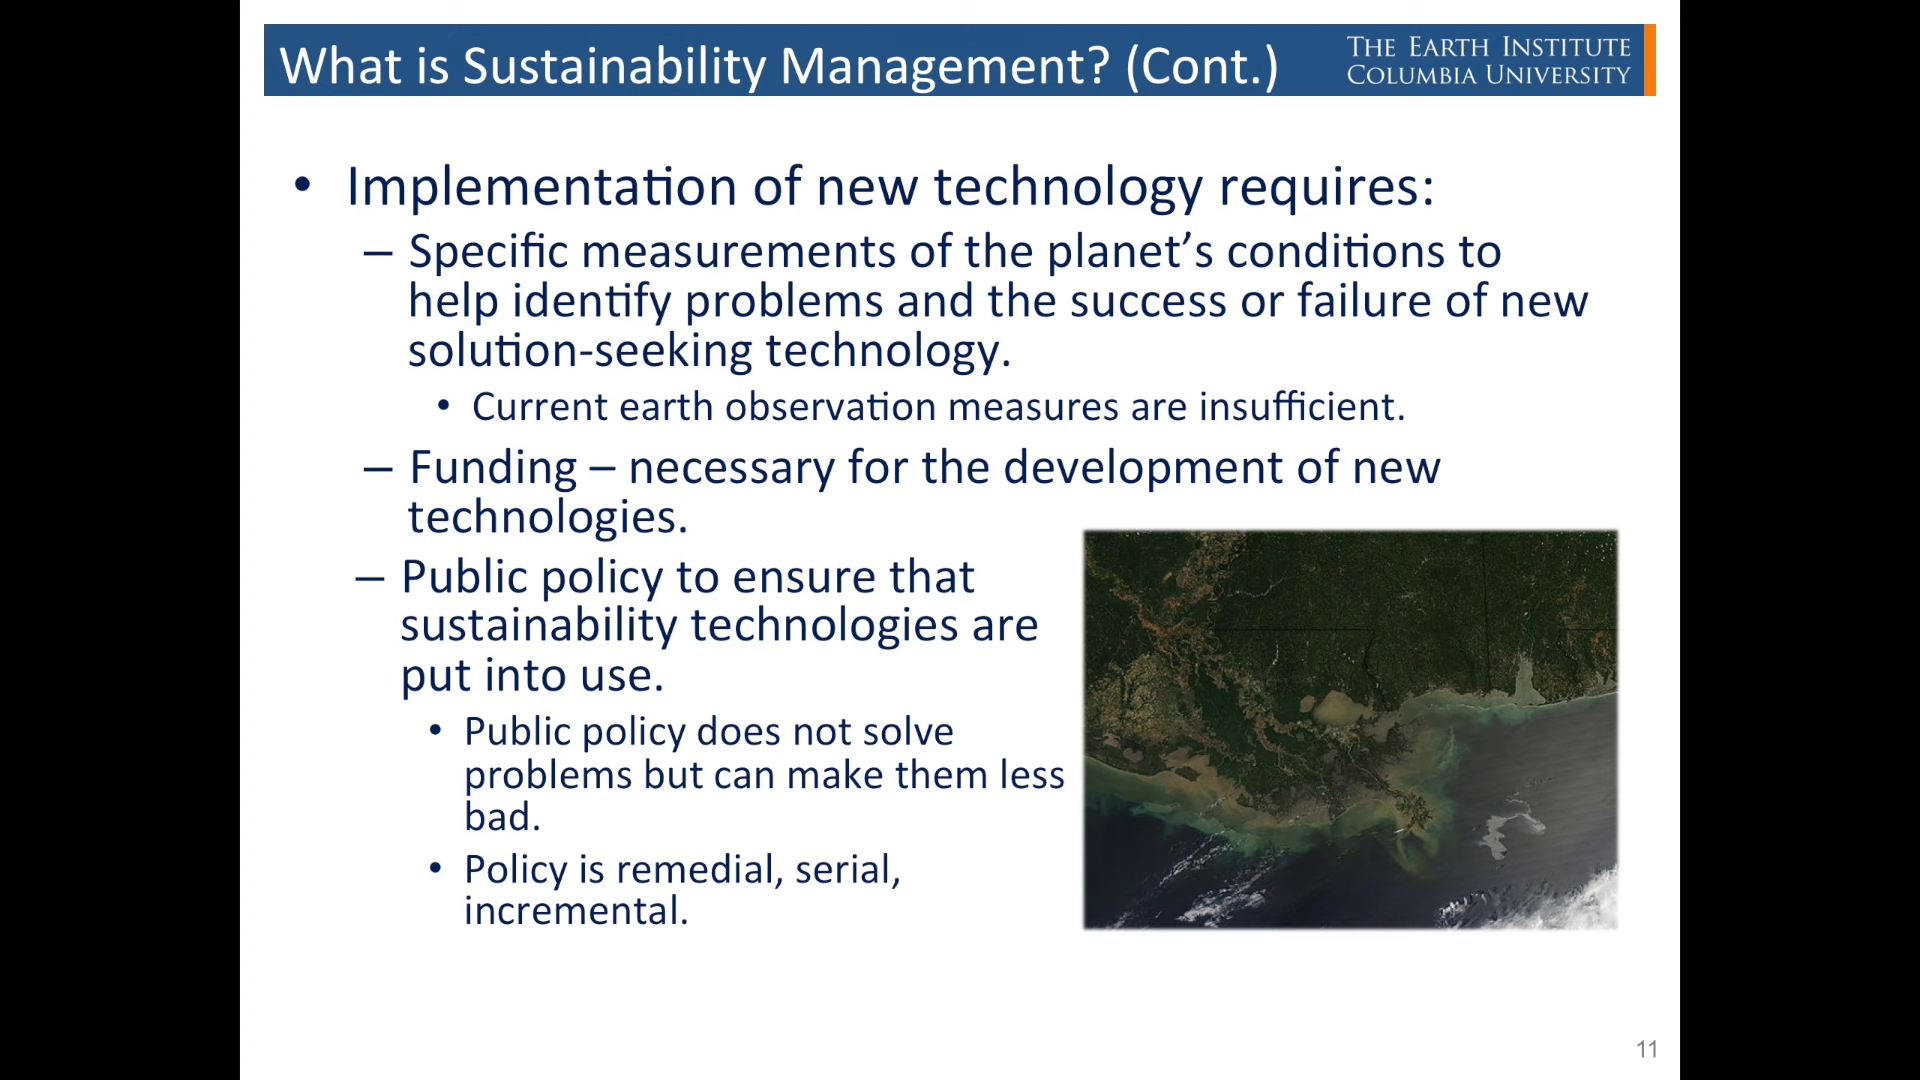 What is Sustainability Management? (Cont.)
THE EARTH INSTITUTE
COLUMBIA UNIVERSITY
• Implementation of new technology requires:
– Specific measurements of the planet’s conditions to
help identify problems and the success or failure of new
solution-seeking technology.
• Current earth observation measures are insufficient.
– Funding – necessary for the development of new
technologies.
– Public policy to ensure that
sustainability technologies are
put into use.
• Public policy does not solve
problems but can make them less
bad.
• Policy is remedial, serial,
incremental.
11